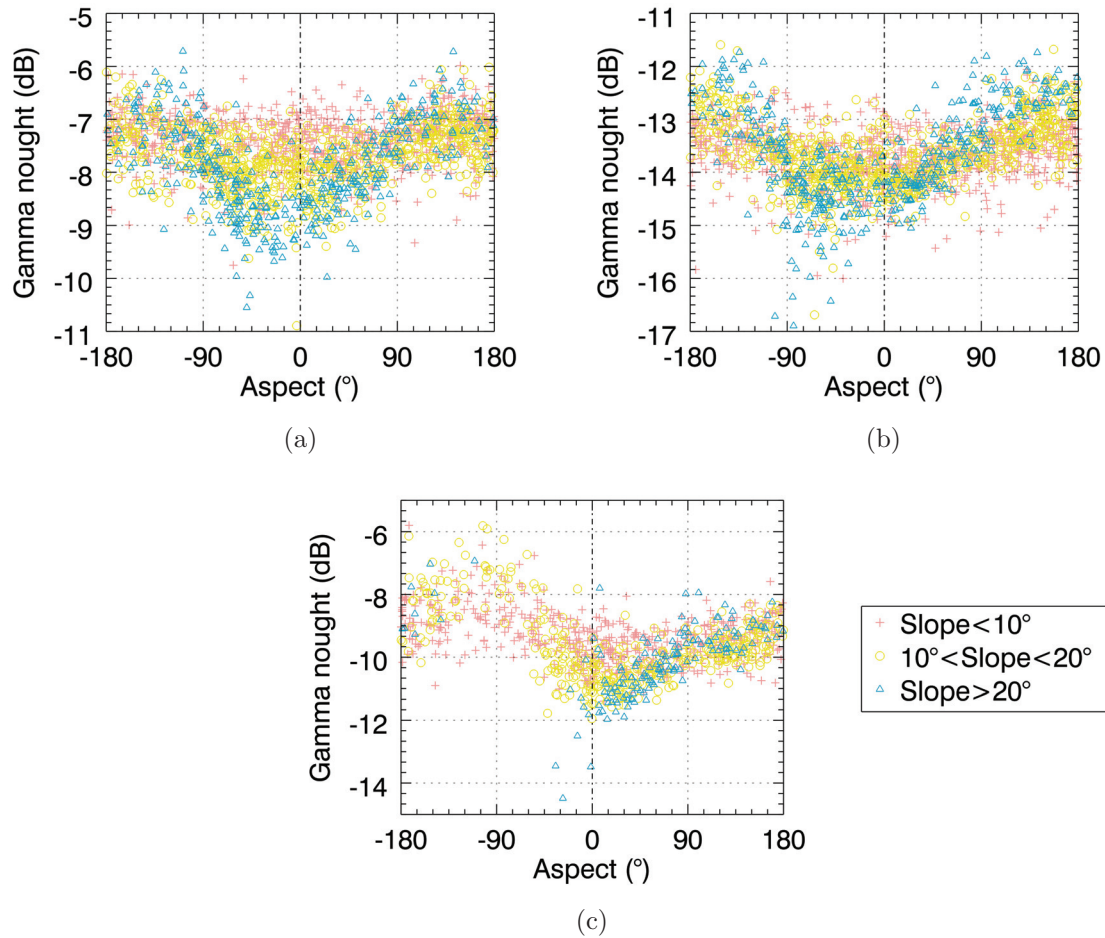 -5
-6
-7
-8
-9
-10
-11
Gamma nought (dB)
-180 -90 0 90 180
Aspect (°)
(a)
-11
-12
-13
-14
-15
-16
-17
Gamma nought (dB)
-180 -90 0 90 180
Aspect (°)
(b)
-6
-8
-10
-12
-14
Gamma nought (dB)
-180 -90 0 90 180
Aspect (°)
(c)
Slope<10°
10°<Slope<20°
Slope>20°